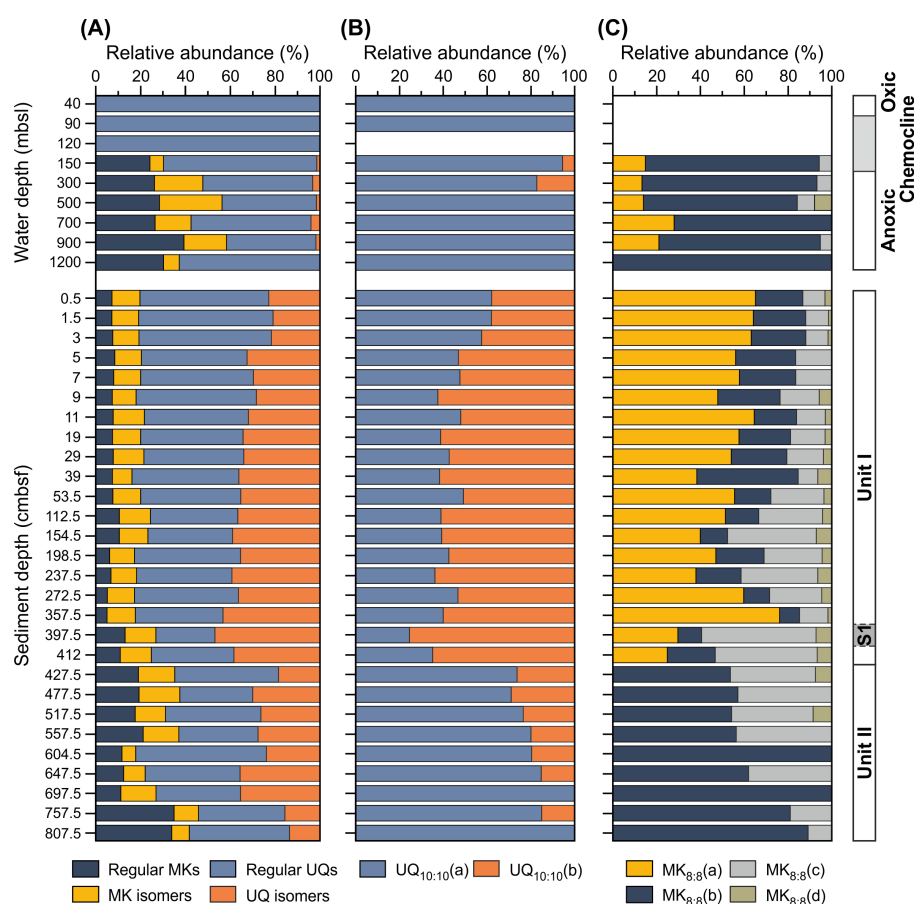 (A) (B) (C)
Relative abundance (%) Relative abundance (%) Relative abundance (%)
0 20 40 60 80 100 0 20 40 60 80 100 0 20 40 60 80 100
Water depth (mbsl)
40
90
120
150
300
500
700
900
1200
Oxic
Chemocline
Anoxic
Sediment depth (cmbsf)
0.5
1.5
3
5
7
9
11
19
29
39
53.5
112.5
154.5
198.5
237.5
272.5
357.5
397.5
412
427.5
477.5
517.5
557.5
604.5
647.5
697.5
757.5
807.5
Unit I
S1
Unit II
Regular MKs Regular UQs UQ10:10(a) UQ10:10(b) MK8:8(a) MK8:8(c)
MK isomers UQ isomers MK8:8(b) MK8:8(d)